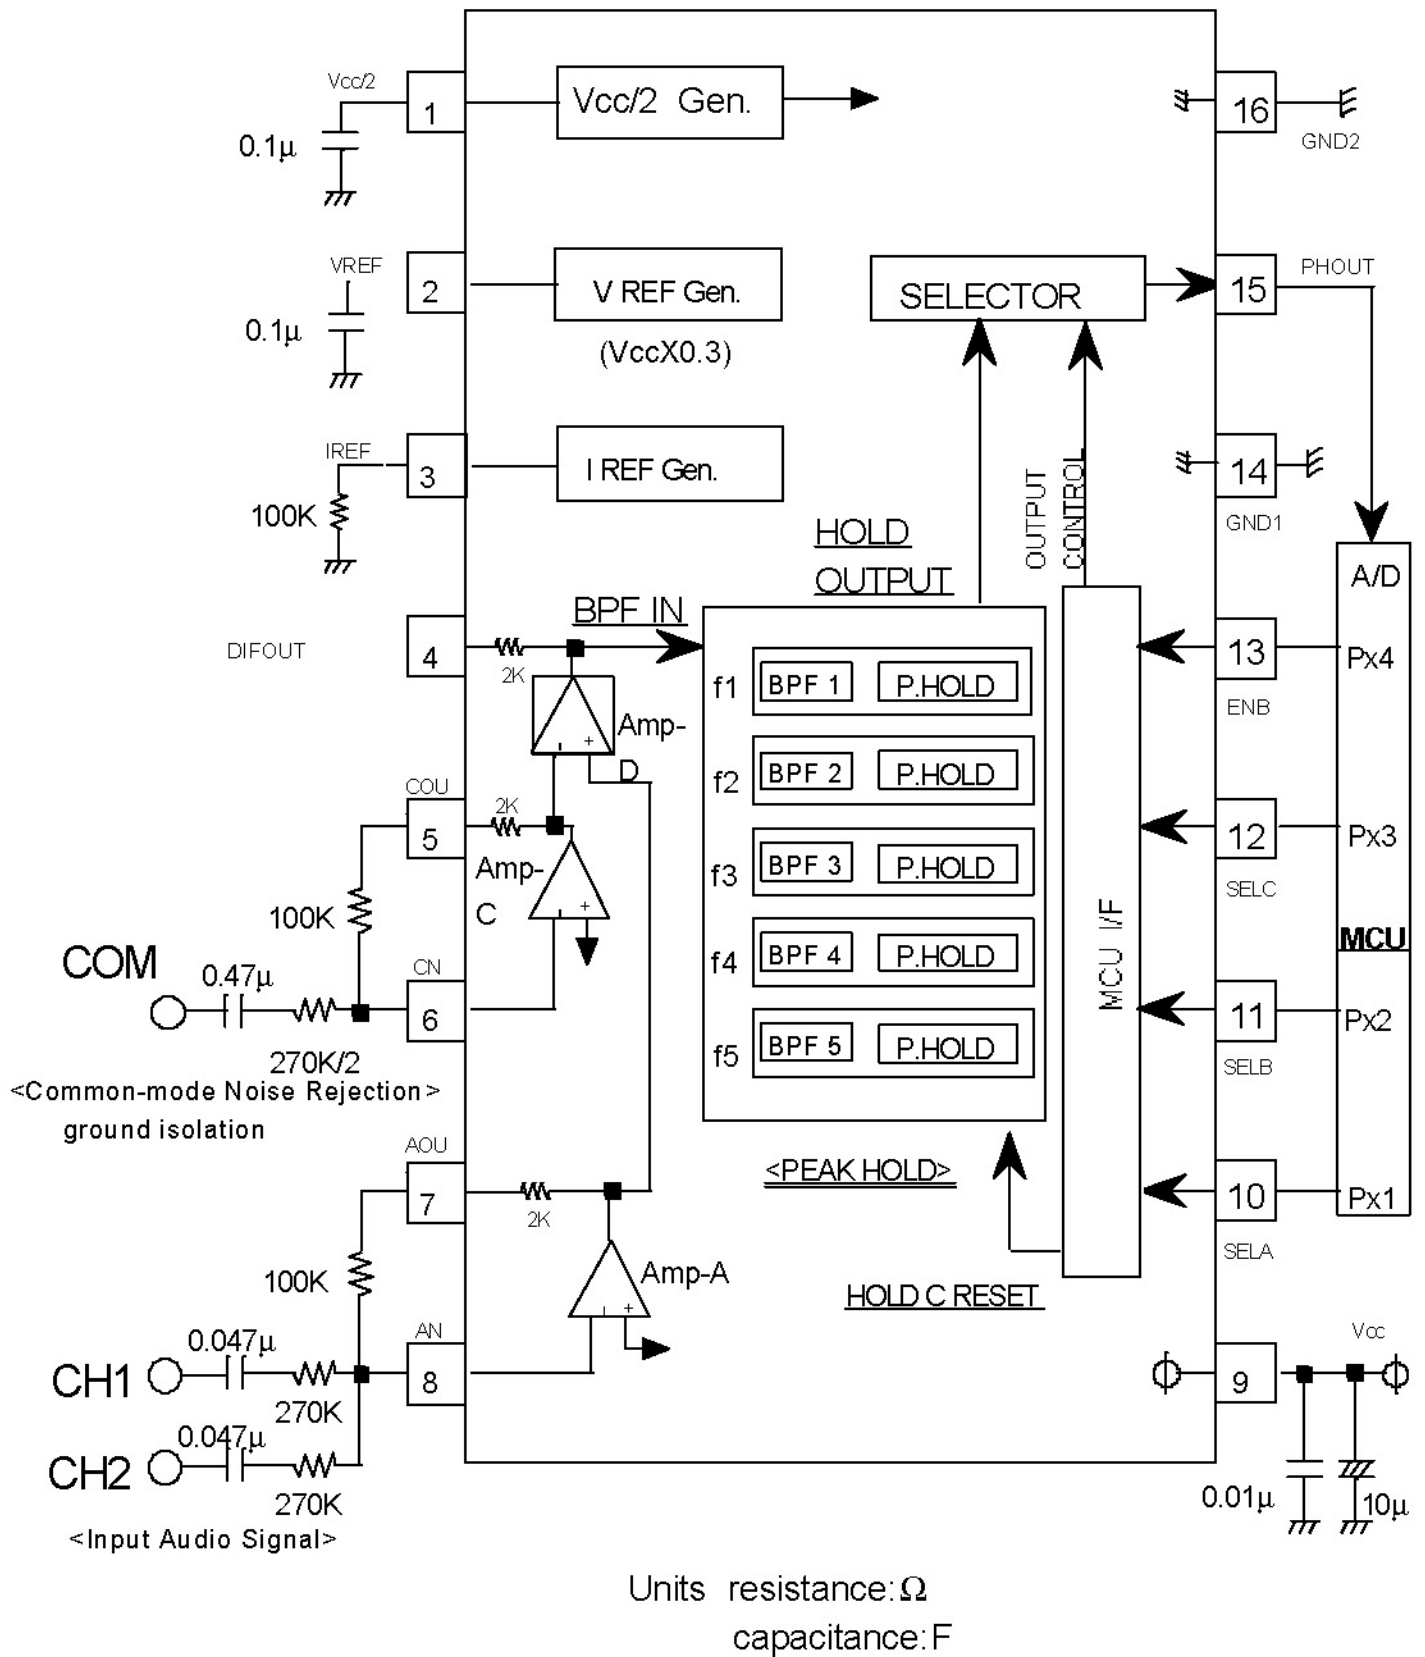 Vcc/2
1
Vcc/2 Gen.
16
GND2
0.1μ
VREF
2
V REF Gen.
(VccX0.3)
0.1μ
SELECTOR
15
PHOUT
IREF
3
I REF Gen.
100K
14
GND1
OUTPUT
CONTROL
HOLD
OUTPUT
A/D
DIFOUT
4
2K
BPF IN
Amp-
D
f1
BPF 1
P.HOLD
13
ENB
Px4
f2
BPF 2
P.HOLD
COU
5
2K
Amp-
C
f3
BPF 3
P.HOLD
12
SELC
Px3
100K
MCU I/F
MCU
COM
0.47μ
CN
6
270K/2
f4
BPF 4
P.HOLD
11
SELB
Px2
f5
BPF 5
P.HOLD
<Common-mode Noise Rejection>
ground isolation
AOU
7
2K
<PEAK HOLD>
10
SELA
Px1
100K
Amp-A
HOLD C RESET
AN
8
CH1
0.047μ
270K
CH2
0.047μ
270K
<Input Audio Signal>
9
Vcc
0.01μ
10μ
Units resistance:Ω
capacitance:F